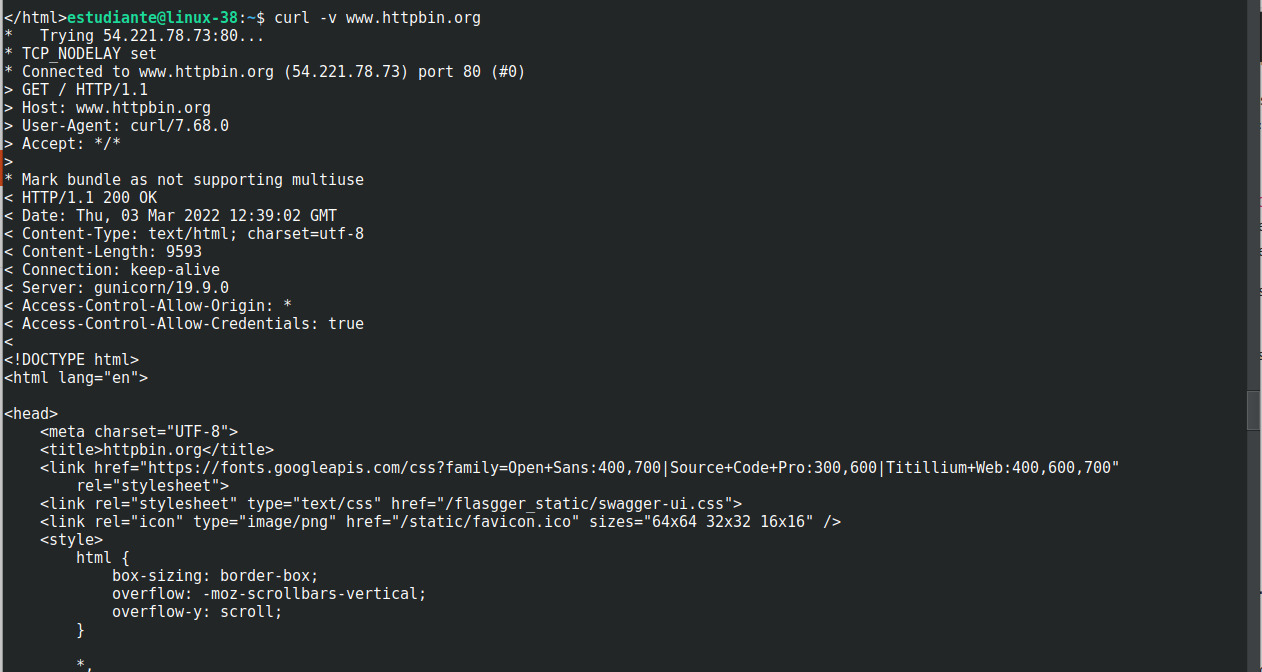 </html>estudiante@linux-38:~$ curl -v www.httpbin.org
*   Trying 54.221.78.73:80...
* TCP_NODELAY set
* Connected to www.httpbin.org (54.221.78.73) port 80 (#0)
> GET / HTTP/1.1
> Host: www.httpbin.org
> User-Agent: curl/7.68.0
> Accept: */*
>
* Mark bundle as not supporting multiuse
< HTTP/1.1 200 OK
< Date: Thu, 03 Mar 2022 12:39:02 GMT
< Content-Type: text/html; charset=utf-8
< Content-Length: 9593
< Connection: keep-alive
< Server: gunicorn/19.9.0
< Access-Control-Allow-Origin: *
< Access-Control-Allow-Credentials: true
<
<!DOCTYPE html>
<html lang="en">

<head>
    <meta charset="UTF-8">
    <title>httpbin.org</title>
    <link href="https://fonts.googleapis.com/css?family=Open+Sans:400,700|Source+Code+Pro:300,600|Titillium+Web:400,600,700"
        rel="stylesheet">
    <link rel="stylesheet" type="text/css" href="/flasgger_static/swagger-ui.css">
    <link rel="icon" type="image/png" href="/static/favicon.ico" sizes="64x64 32x32 16x16" />
    <style>
        html {
            box-sizing: border-box;
            overflow: -moz-scrollbars-vertical;
            overflow-y: scroll;
        }

        *,